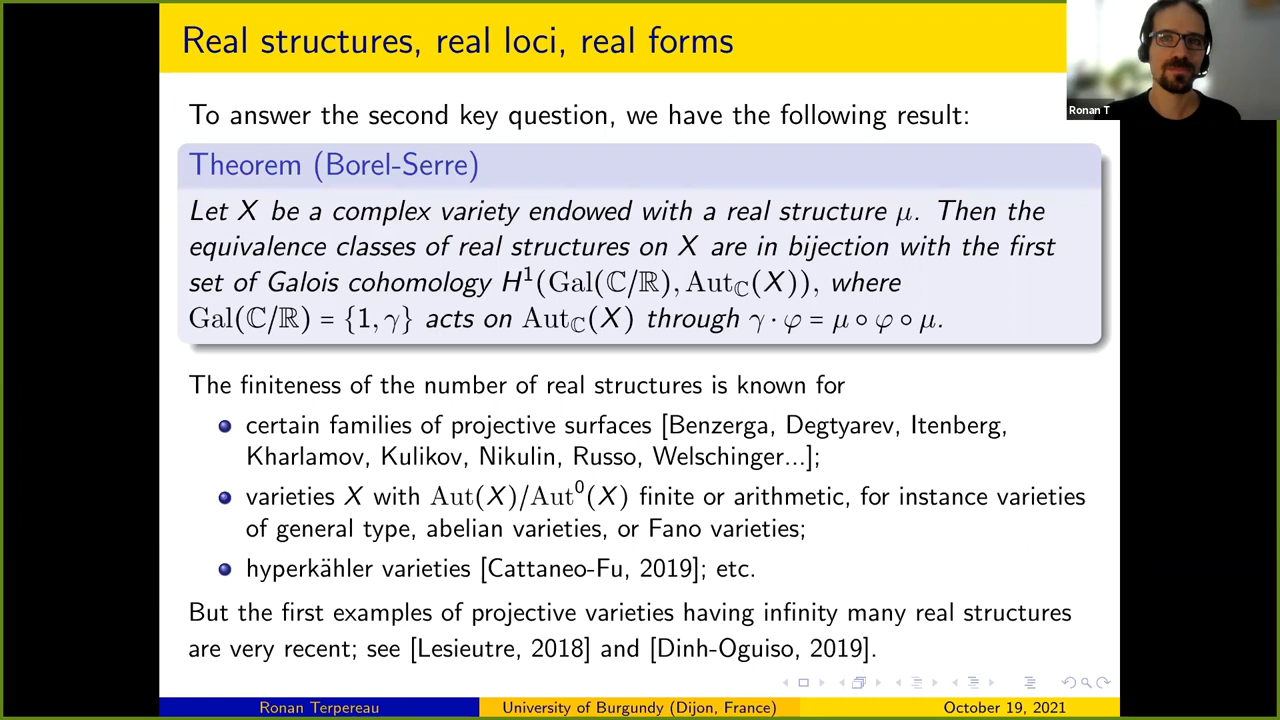 Real structures, real loci, real forms
Ronan T
To answer the second key question, we have the following result:
Theorem (Borel-Serre)
Let X be a complex variety endowed with a real structure μ. Then the
equivalence classes of real structures on X are in bijection with the first
set of Galois cohomology H¹(Gal(ℂ/ℝ), Aut_ℂ(X)), where
Gal(ℂ/ℝ) = {1, γ} acts on Aut_ℂ(X) through γ · φ = μ ∘ φ ∘ μ.
The finiteness of the number of real structures is known for
certain families of projective surfaces [Benzerga, Degtyarev, Itenberg,
Kharlamov, Kulikov, Nikulin, Russo, Welschinger...];
varieties X with Aut(X)/Aut⁰(X) finite or arithmetic, for instance varieties
of general type, abelian varieties, or Fano varieties;
hyperkähler varieties [Cattaneo-Fu, 2019]; etc.
But the first examples of projective varieties having infinity many real structures
are very recent; see [Lesieutre, 2018] and [Dinh-Oguiso, 2019].
Ronan Terpereau University of Burgundy (Dijon, France) October 19, 2021